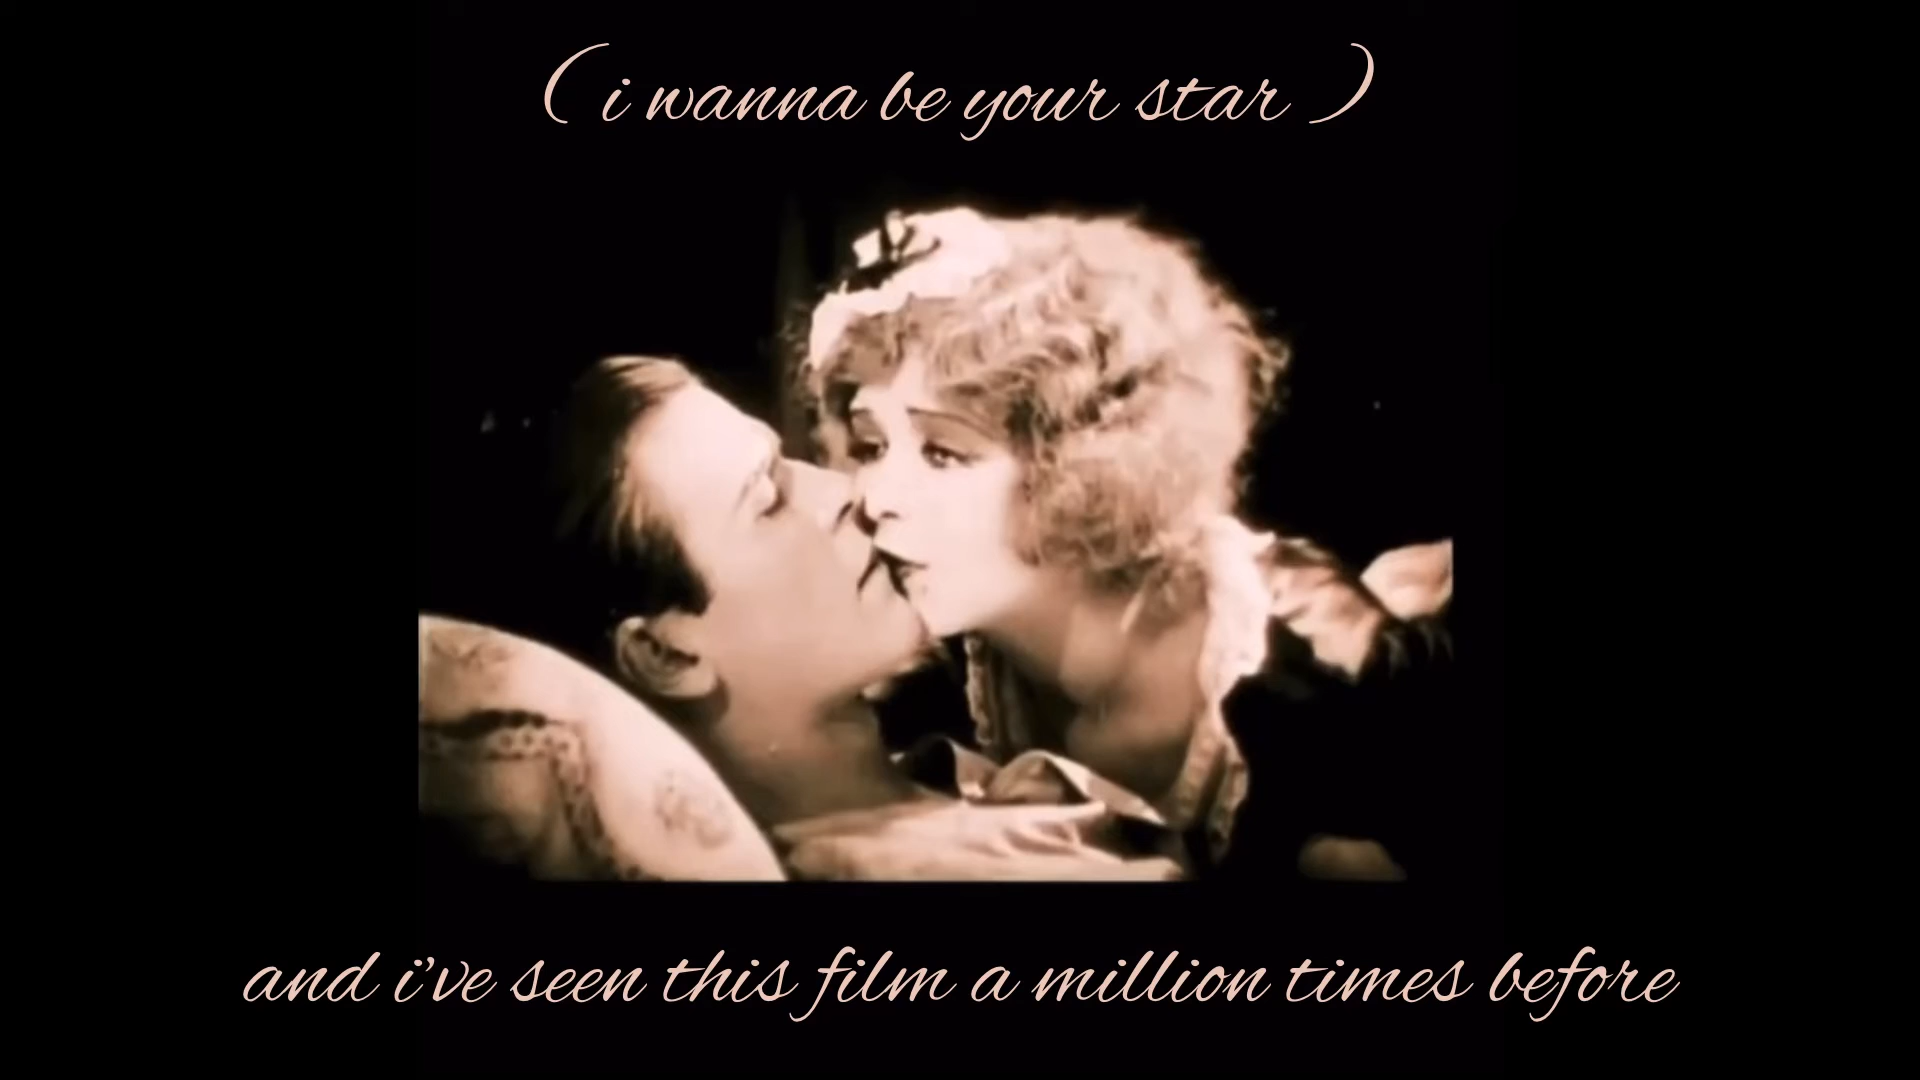 ( i wanna be your star )
and i've seen this film a million times before